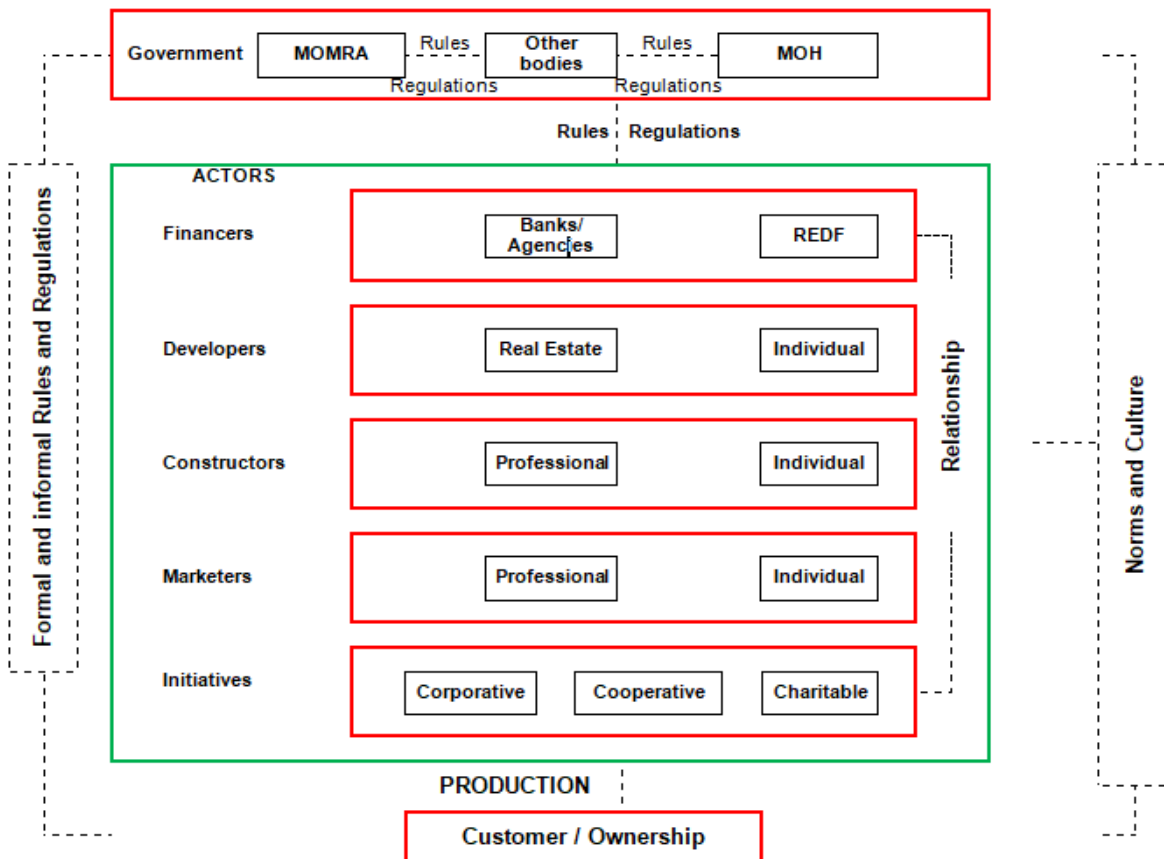 Government
MOMRA
Rules
Other
bodies
Rules
MOH
Regulations
Regulations
Rules
Regulations
Formal and informal Rules and Regulations
ACTORS
Financers
Banks/
Agencies
REDF
Developers
Real Estate
Individual
Relationship
Constructors
Professional
Individual
Marketers
Professional
Individual
Initiatives
Corporative
Cooperative
Charitable
Norms and Culture
PRODUCTION
Customer / Ownership